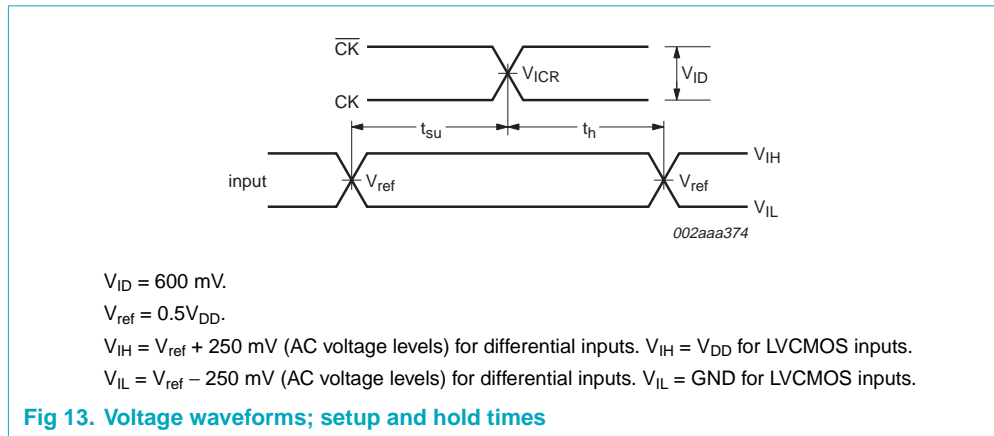 CK
V_ICR
V_ID
CK
t_su
t_h
V_IH
input
V_ref
V_ref
V_IL
002aaa374
V_ID = 600 mV.
V_ref = 0.5V_DD.
V_IH = V_ref + 250 mV (AC voltage levels) for differential inputs. V_IH = V_DD for LVCMOS inputs.
V_IL = V_ref − 250 mV (AC voltage levels) for differential inputs. V_IL = GND for LVCMOS inputs.
Fig 13. Voltage waveforms; setup and hold times